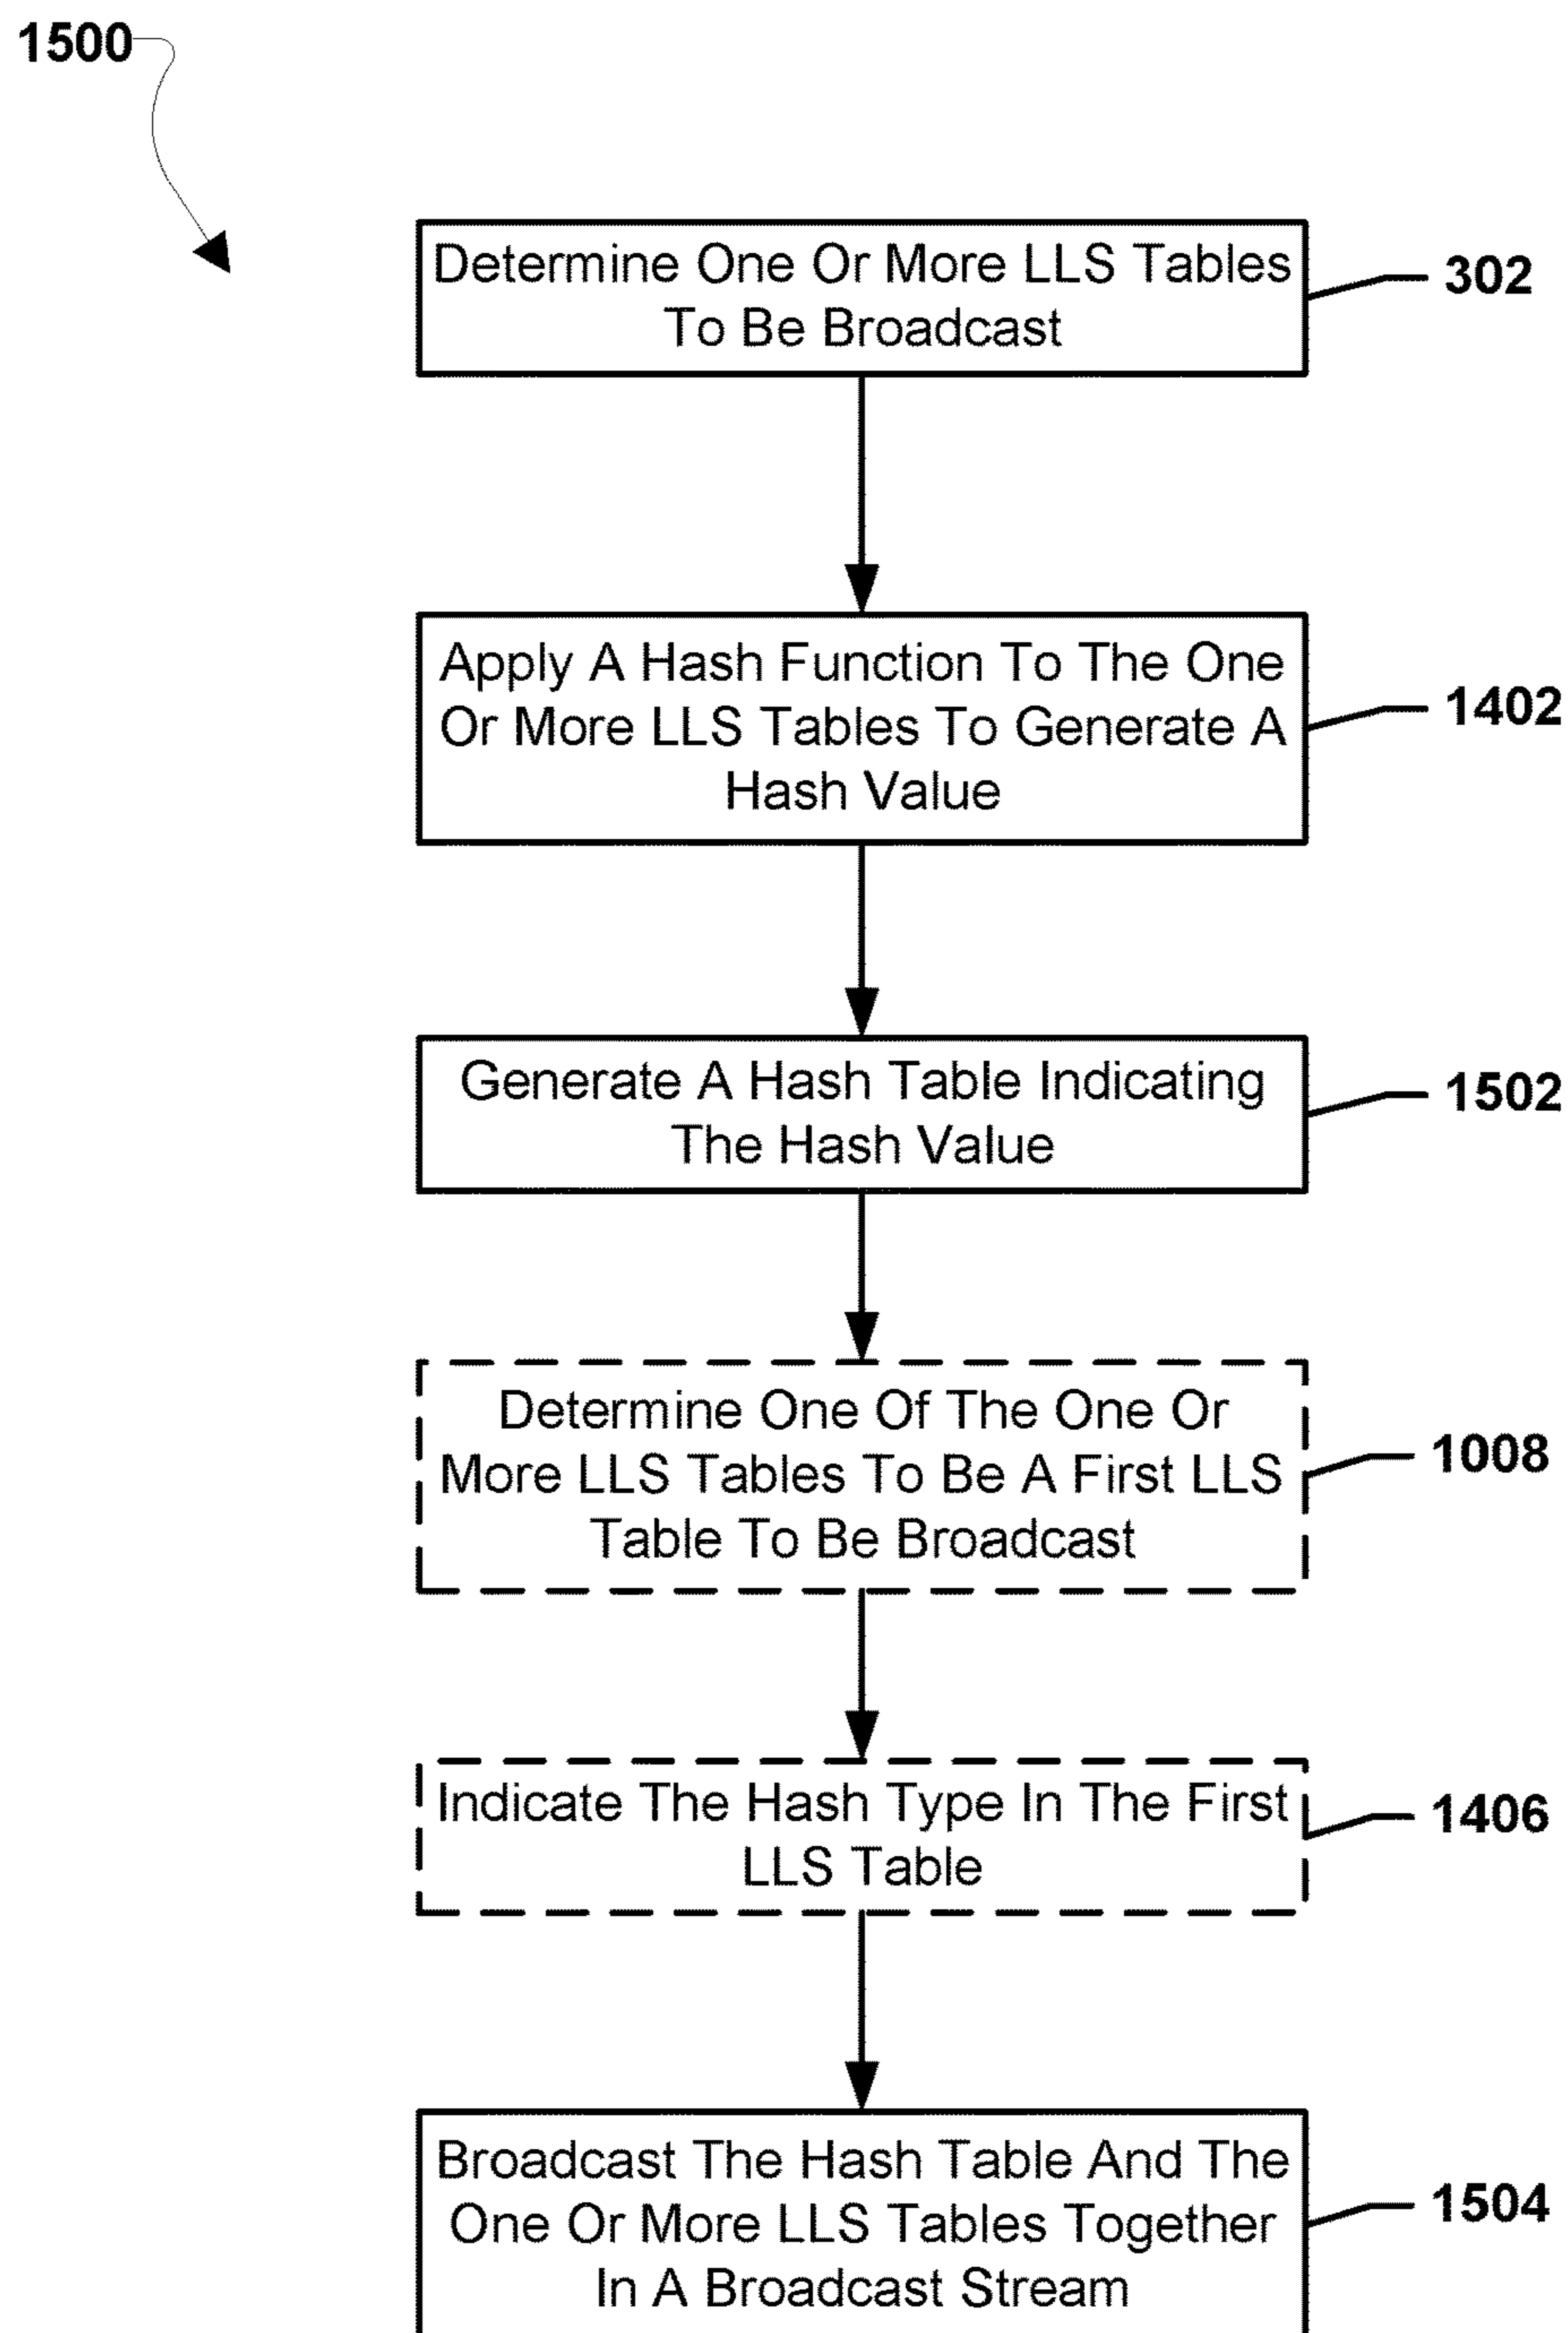 1500
Determine One Or More LLS Tables
To Be Broadcast
302
Apply A Hash Function To The One
Or More LLS Tables To Generate A
Hash Value
1402
Generate A Hash Table Indicating
The Hash Value
1502
Determine One Of The One Or
More LLS Tables To Be A First LLS
Table To Be Broadcast
1008
Indicate The Hash Type In The First
LLS Table
1406
Broadcast The Hash Table And The
One Or More LLS Tables Together
In A Broadcast Stream
1504